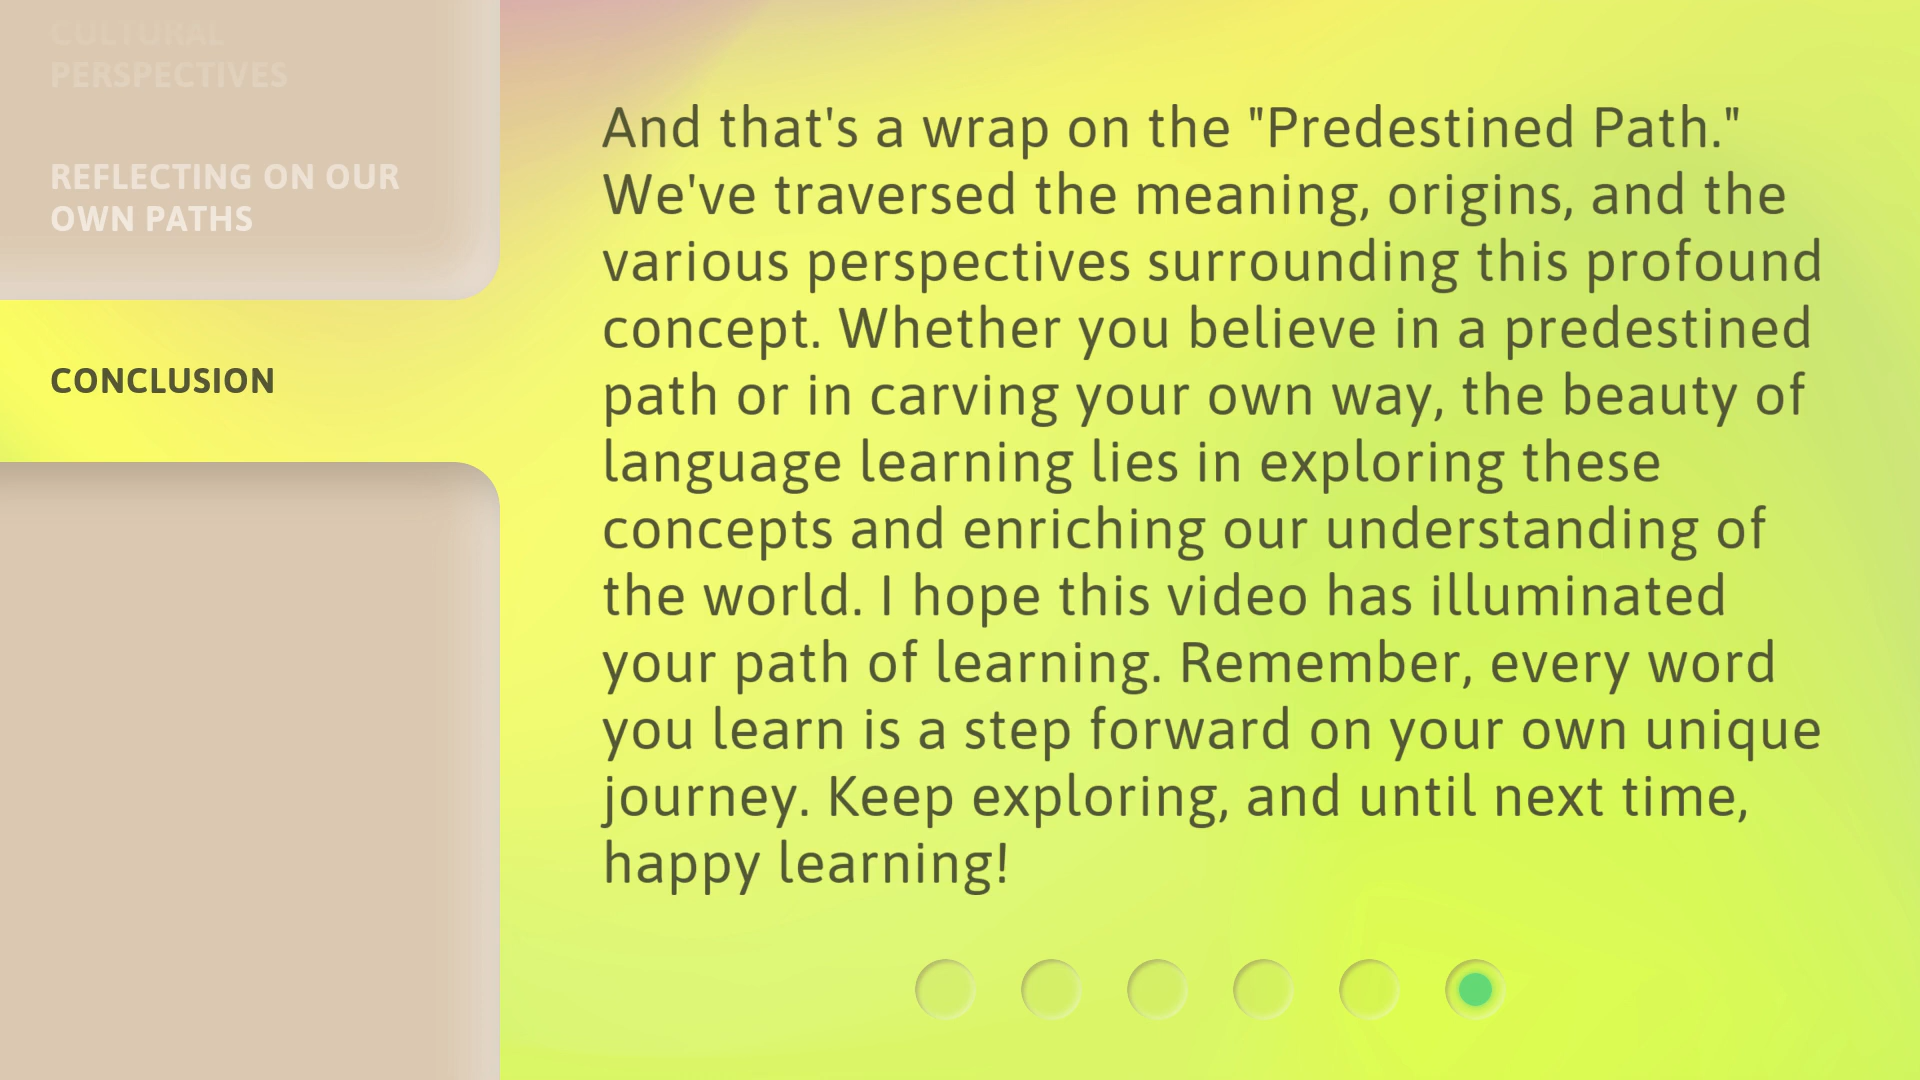 CULTURAL
PERSPECTIVES
REFLECTING ON OUR
OWN PATHS
CONCLUSION
And that's a wrap on the "Predestined Path."
We've traversed the meaning, origins, and the
various perspectives surrounding this profound
concept. Whether you believe in a predestined
path or in carving your own way, the beauty of
language learning lies in exploring these
concepts and enriching our understanding of
the world. I hope this video has illuminated
your path of learning. Remember, every word
you learn is a step forward on your own unique
journey. Keep exploring, and until next time,
happy learning!